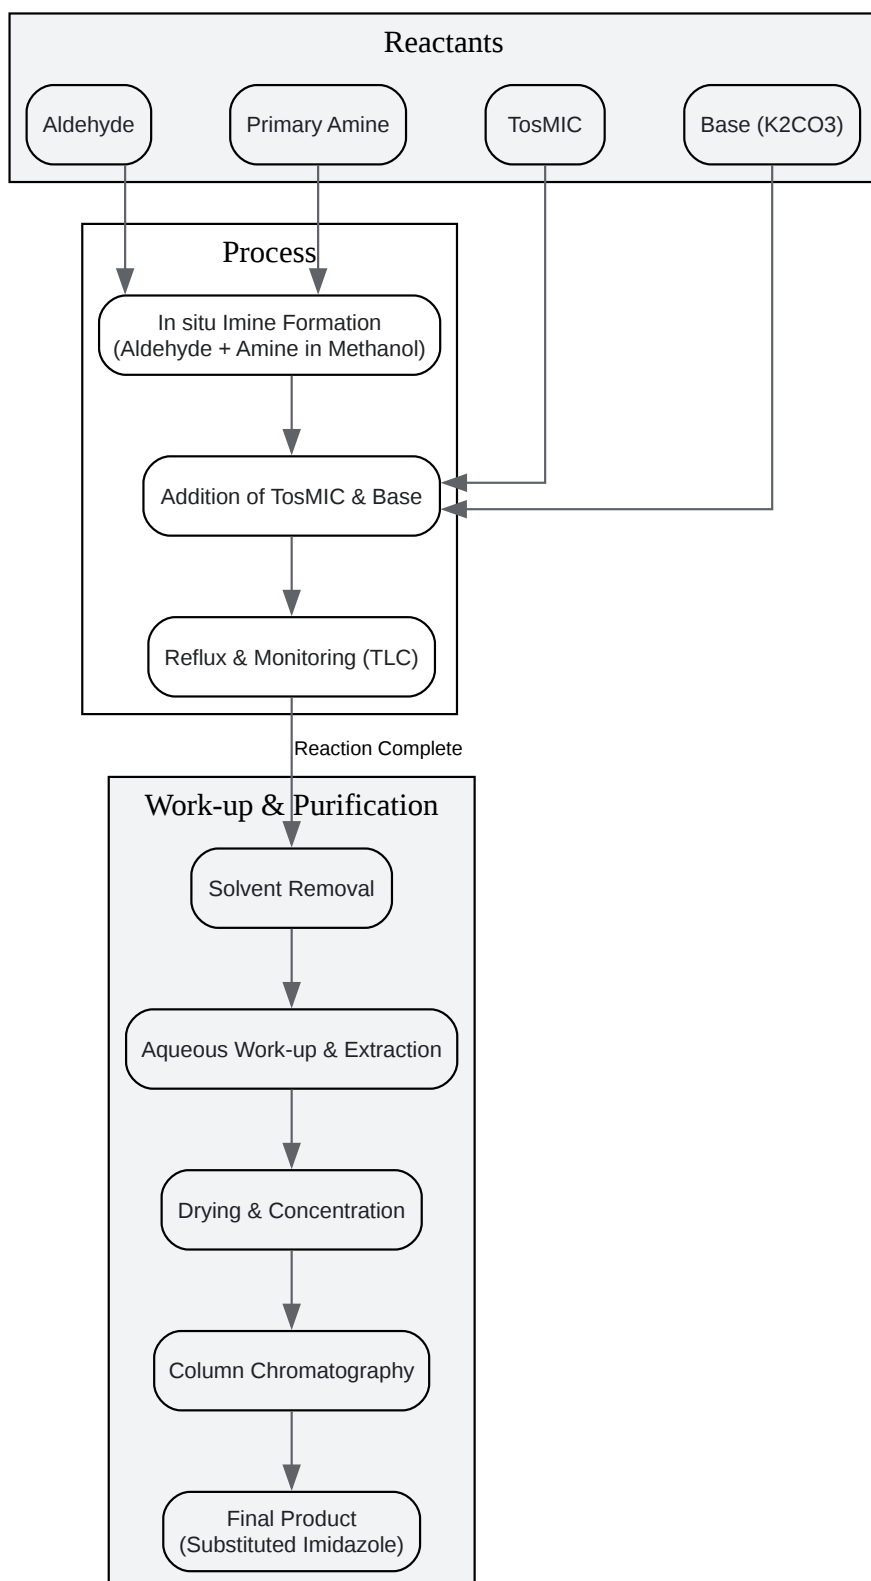 Reactants
Aldehyde
Primary Amine
TosMIC
Base (K2CO3)
Process
In situ Imine Formation
(Aldehyde + Amine in Methanol)
Addition of TosMIC & Base
Reflux & Monitoring (TLC)
Reaction Complete
Work-up & Purification
Solvent Removal
Aqueous Work-up & Extraction
Drying & Concentration
Column Chromatography
Final Product
(Substituted Imidazole)